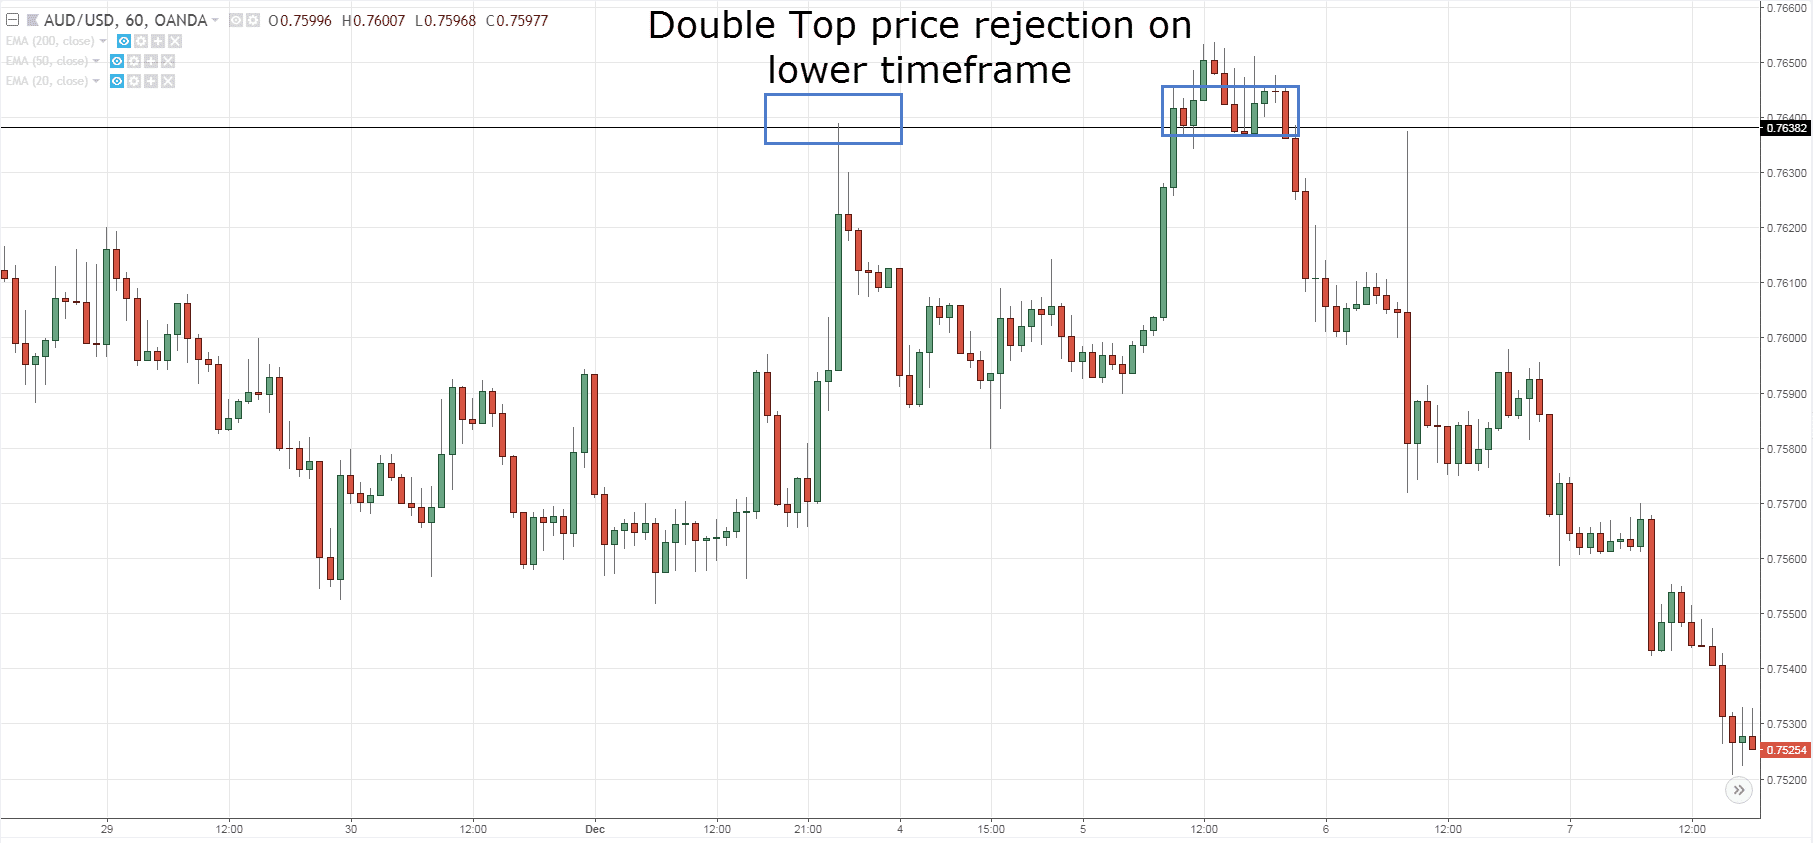 AUD/USD, 60, OANDA O0.75996 H0.76007 L0.75968 C0.75977
EMA (200, close)
EMA (50, close)
EMA (20, close)
Double Top price rejection on
lower timeframe
0.76600
0.76500
0.76400
0.76382
0.76300
0.76200
0.76100
0.76000
0.75900
0.75800
0.75700
0.75600
0.75500
0.75400
0.75300
0.75254
0.75200
29 12:00 30 12:00 Dec 12:00 21:00 4 15:00 5 12:00 6 12:00 7 12:00